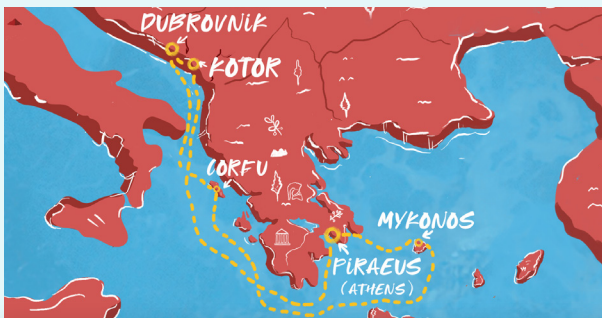 DUBROVNIK
KOTOR
CORFU
MYKONOS
PIRAEUS
(ATHENS)